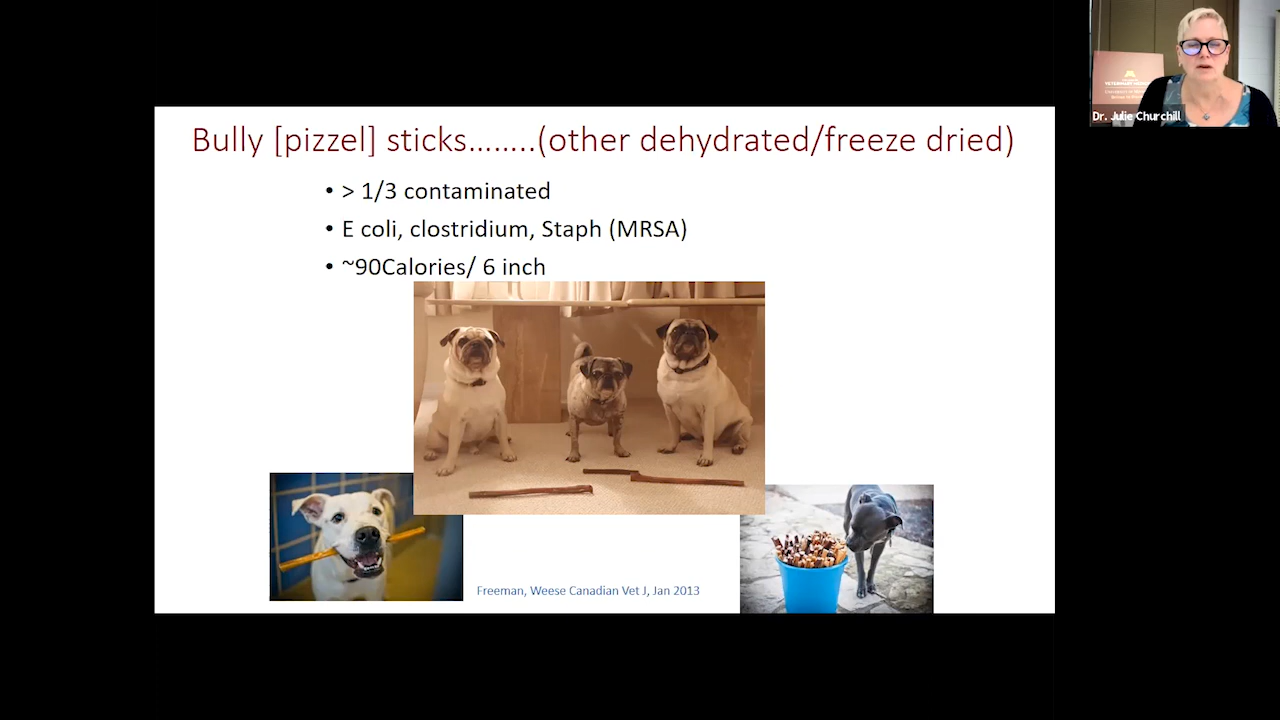 Bully [pizzel] sticks……..(other dehydrated/freeze dried)
• > 1/3 contaminated
• E coli, clostridium, Staph (MRSA)
• ~90Calories/ 6 inch
Freeman, Weese Canadian Vet J, Jan 2013
Dr. Julie Churchill